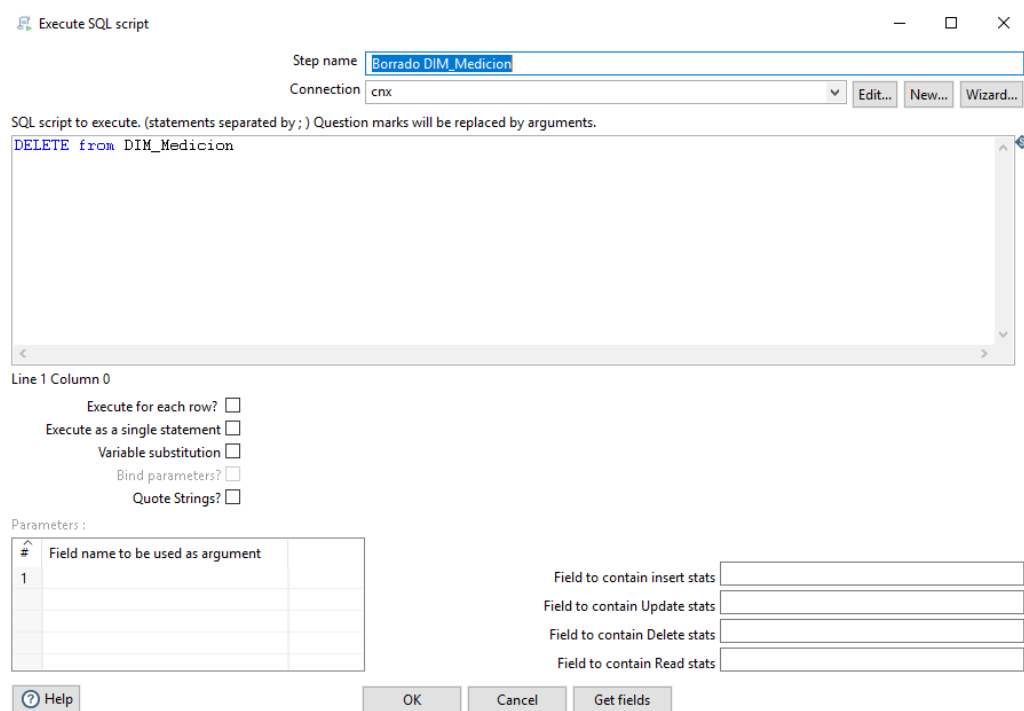 Execute SQL script
Step name Borrado DIM_Medicion
Connection cnx Edit... New... Wizard...
SQL script to execute. (statements separated by ; ) Question marks will be replaced by arguments.
DELETE from DIM_Medicion
Line 1 Column 0
Execute for each row?
Execute as a single statement
Variable substitution
Bind parameters?
Quote Strings?
Parameters :
# Field name to be used as argument
1
Field to contain insert stats
Field to contain Update stats
Field to contain Delete stats
Field to contain Read stats
Help OK Cancel Get fields